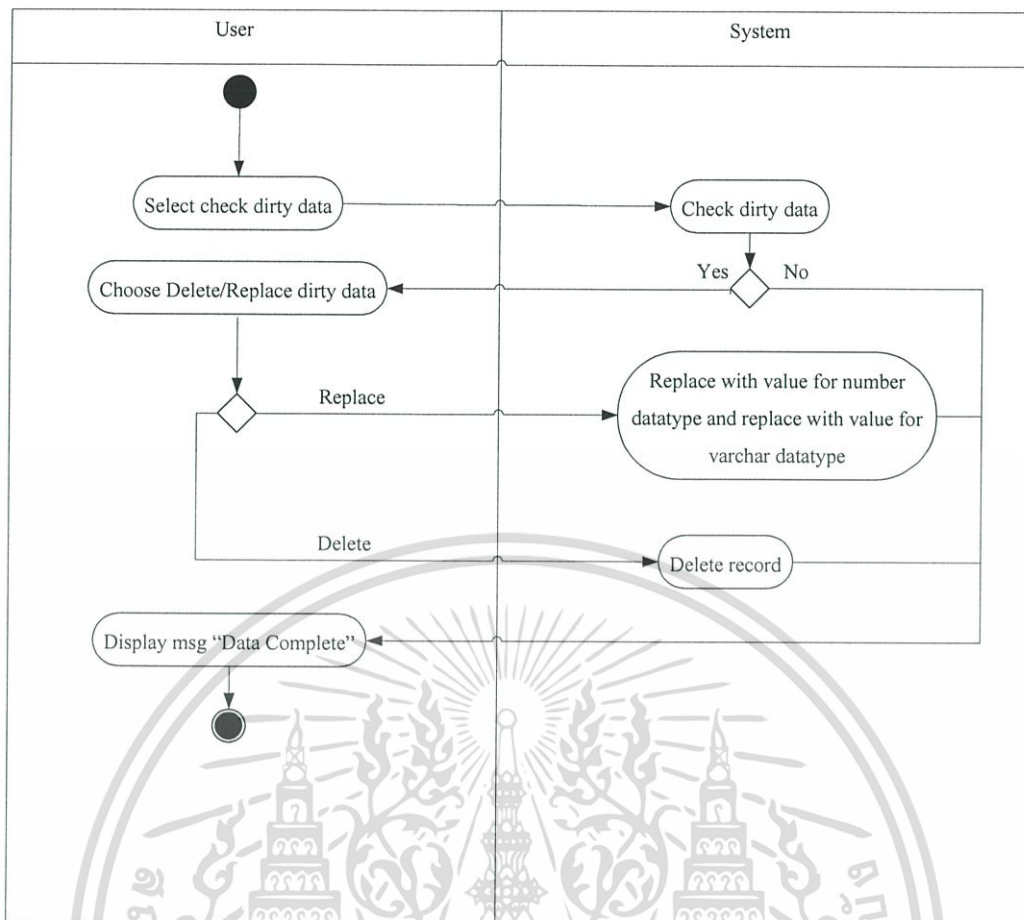 User
System
Select check dirty data
Check dirty data
Yes
No
Choose Delete/Replace dirty data
Replace
Replace with value for number
datatype and replace with value for
varchar datatype
Delete
Delete record
Display msg “Data Complete”